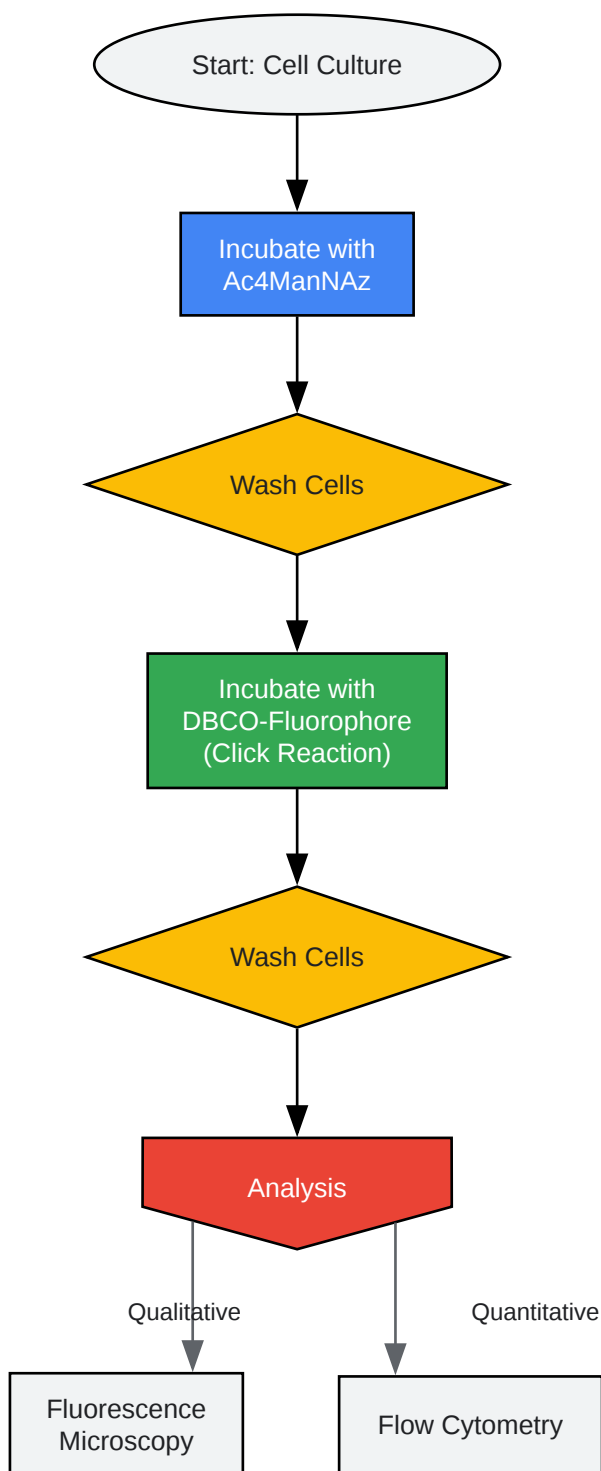 Start: Cell Culture
Incubate with
Ac4ManNAz
Wash Cells
Incubate with
DBCO-Fluorophore
(Click Reaction)
Wash Cells
Analysis
Qualitative
Quantitative
Fluorescence
Microscopy
Flow Cytometry